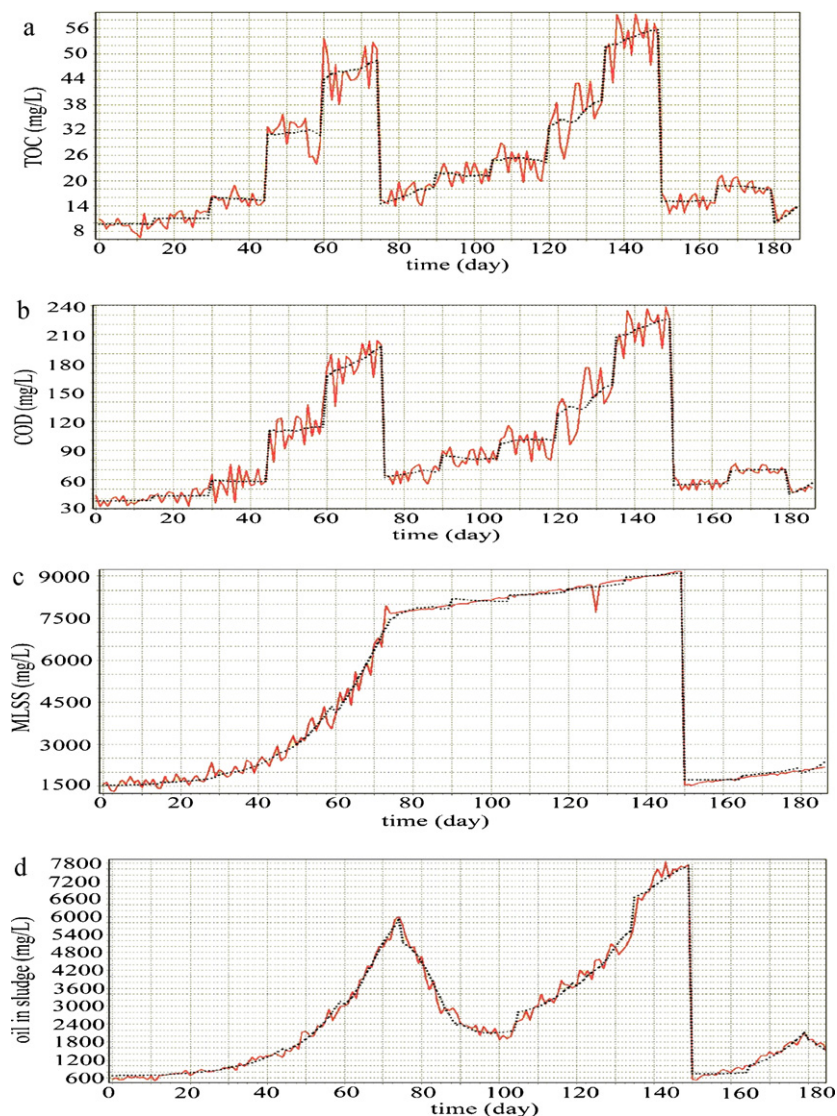 a
56
50
44
38
32
26
20
14
8
TOC (mg/L)
0 20 40 60 80 100 120 140 160 180
time (day)
b
240
210
180
150
120
90
60
30
COD (mg/L)
0 20 40 60 80 100 120 140 160 180
time (day)
c
9000
7500
6000
4500
3000
1500
MLSS (mg/L)
0 20 40 60 80 100 120 140 160 180
time (day)
d
7800
7200
6600
6000
5400
4800
4200
3600
3000
2400
1800
1200
600
oil in sludge (mg/L)
0 20 40 60 80 100 120 140 160 180
time (day)